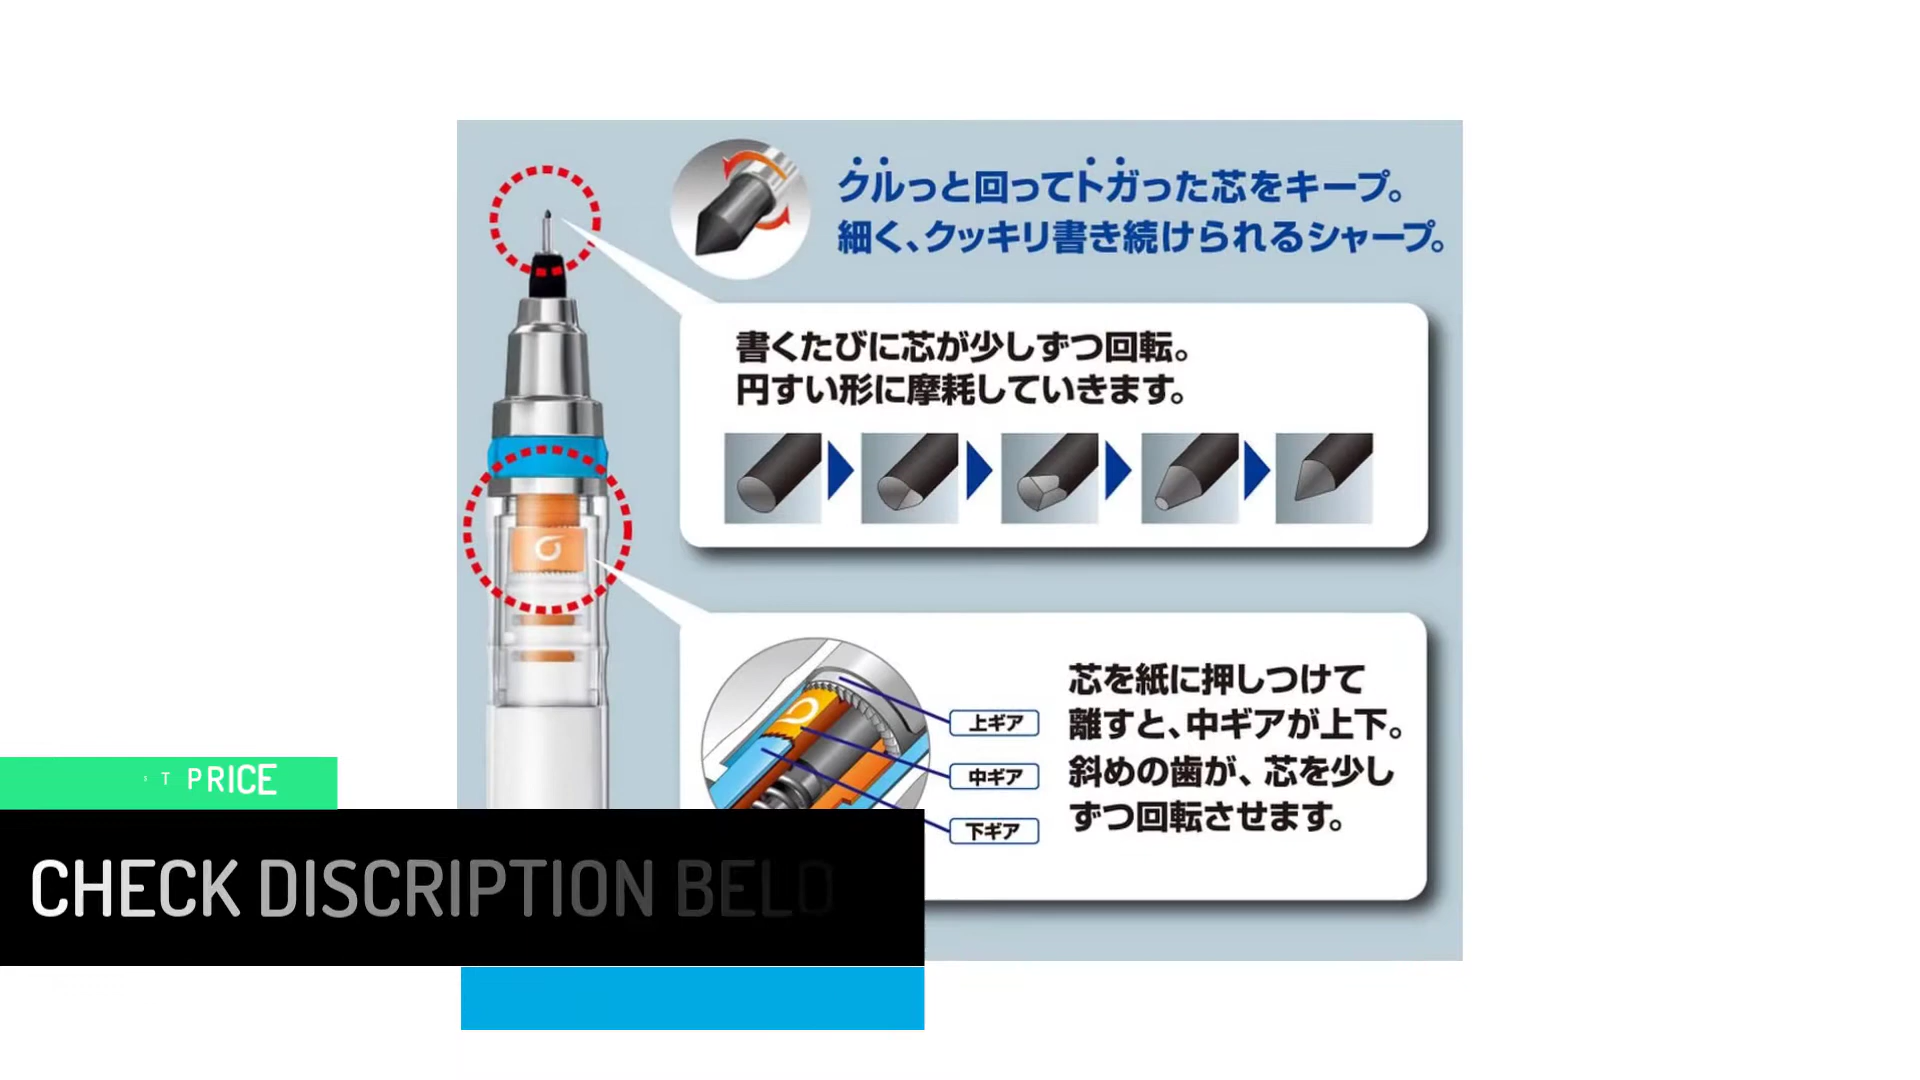 クルっと回ってトガった芯をキープ。
細く、クッキリ書き続けられるシャープ。
書くたびに芯が少しずつ回転。
円すい形に摩耗していきます。
芯を紙に押しつけて
離すと、中ギアが上下。
斜めの歯が、芯を少し
ずつ回転させます。
上ギア
中ギア
下ギア
PRICE
CHECK DISCRIPTION BELO